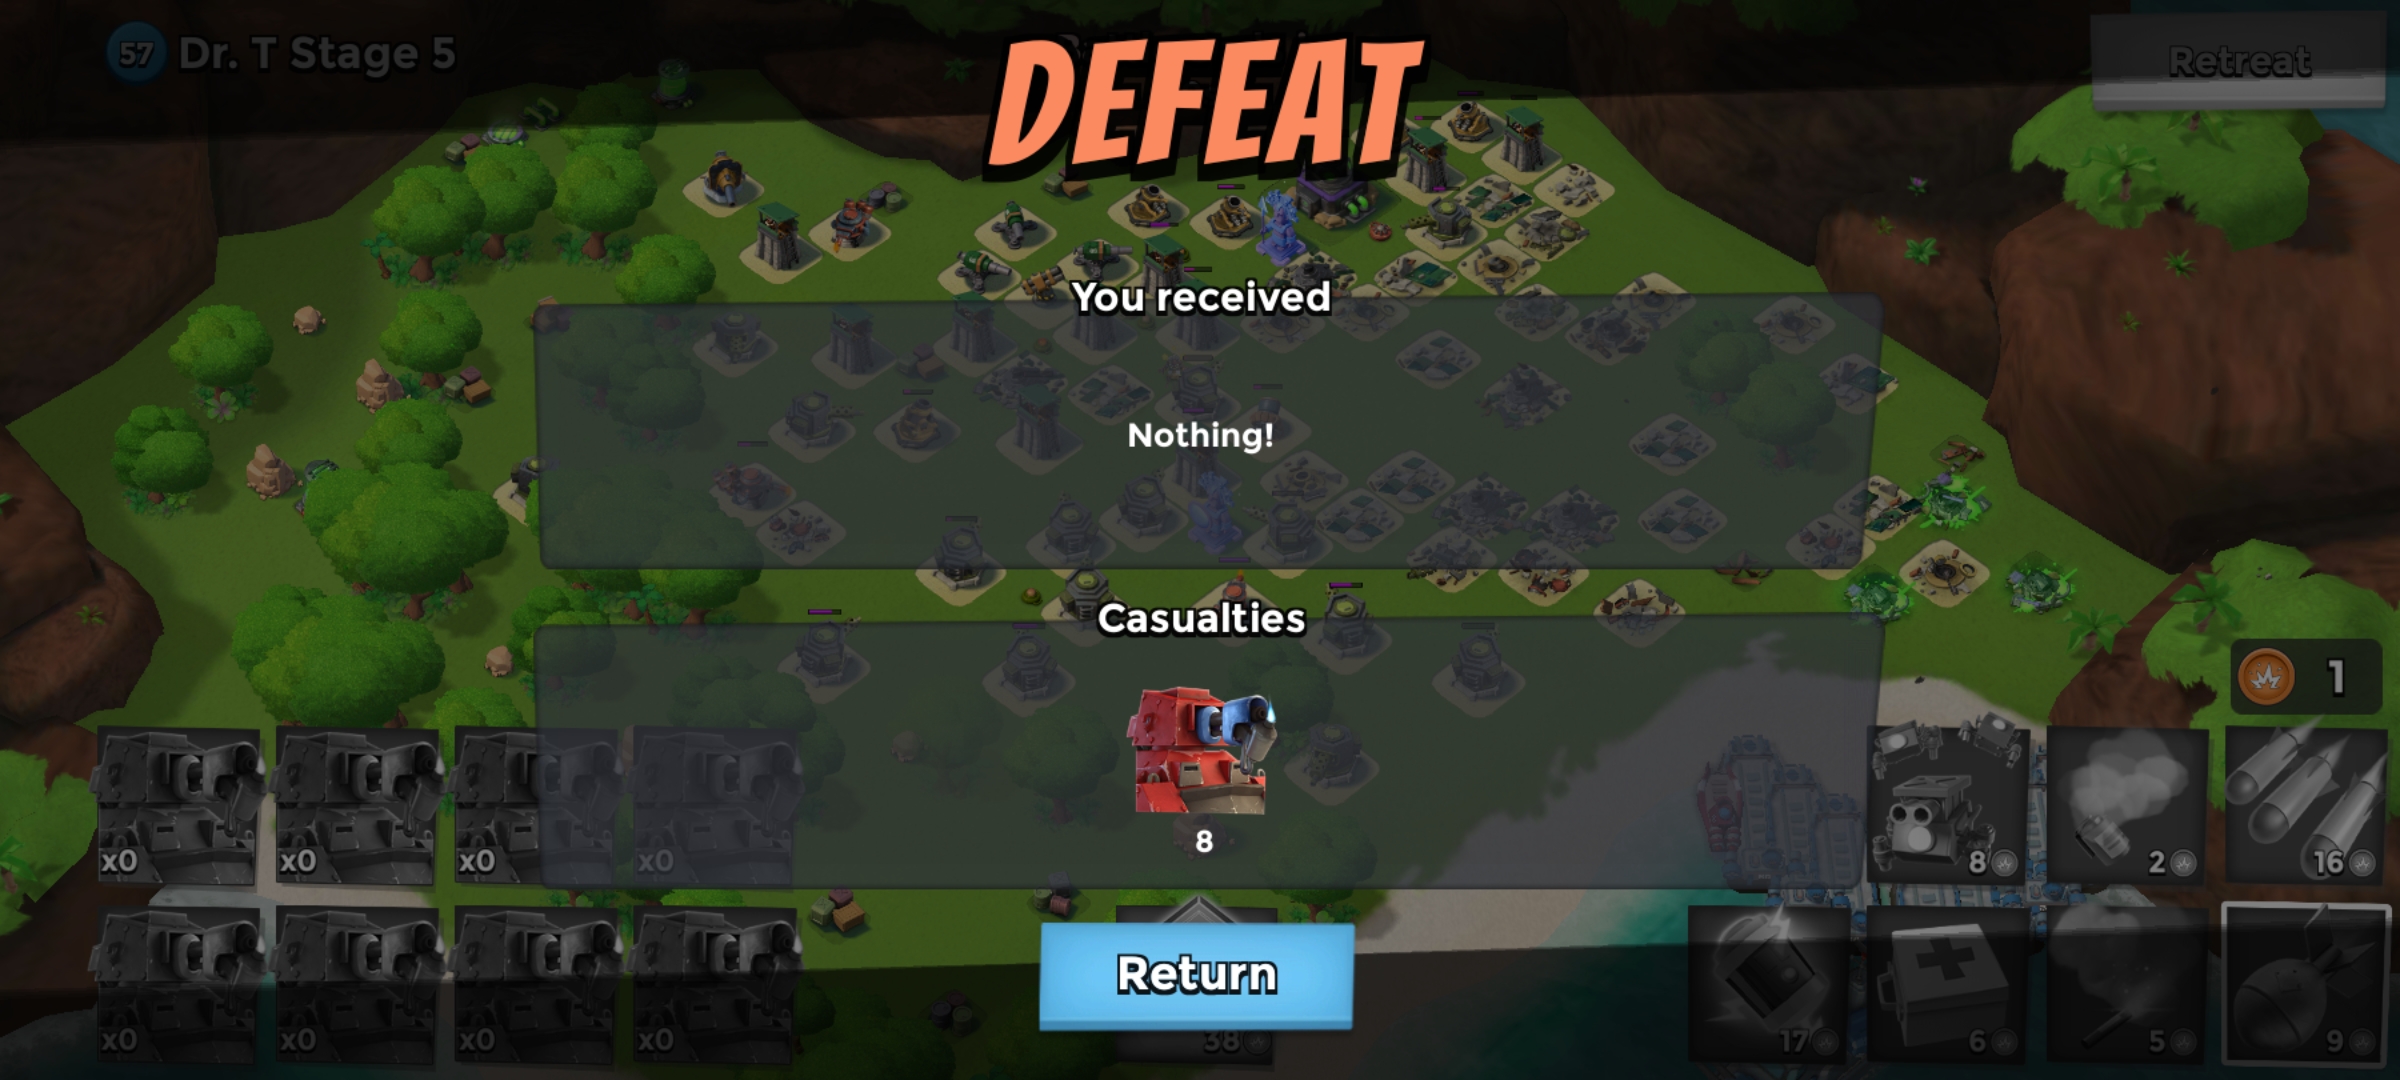 57 Dr. T Stage 5
DEFEAT
Retreat
You received
Nothing!
Casualties
8
1
x0 x0 x0 x0
8 2 16
x0 x0 x0 x0
Return
38
17 6 5 9